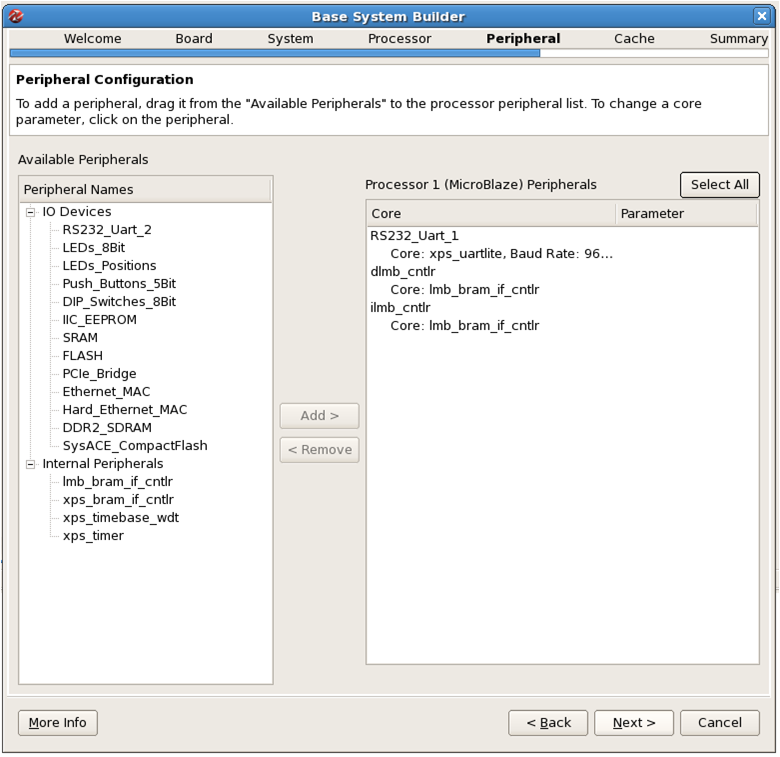 Base System Builder
Welcome Board System Processor Peripheral Cache Summary
Peripheral Configuration
To add a peripheral, drag it from the "Available Peripherals" to the processor peripheral list. To change a core
parameter, click on the peripheral.
Available Peripherals
Peripheral Names
IO Devices
RS232_Uart_2
LEDs_8Bit
LEDs_Positions
Push_Buttons_5Bit
DIP_Switches_8Bit
IIC_EEPROM
SRAM
FLASH
PCIe_Bridge
Ethernet_MAC
Hard_Ethernet_MAC
DDR2_SDRAM
SysACE_CompactFlash
Internal Peripherals
lmb_bram_if_cntlr
xps_bram_if_cntlr
xps_timebase_wdt
xps_timer
Add >
< Remove
Processor 1 (MicroBlaze) Peripherals
Select All
Core Parameter
RS232_Uart_1
Core: xps_uartlite, Baud Rate: 96...
dlmb_cntlr
Core: lmb_bram_if_cntlr
ilmb_cntlr
Core: lmb_bram_if_cntlr
More Info
< Back
Next >
Cancel